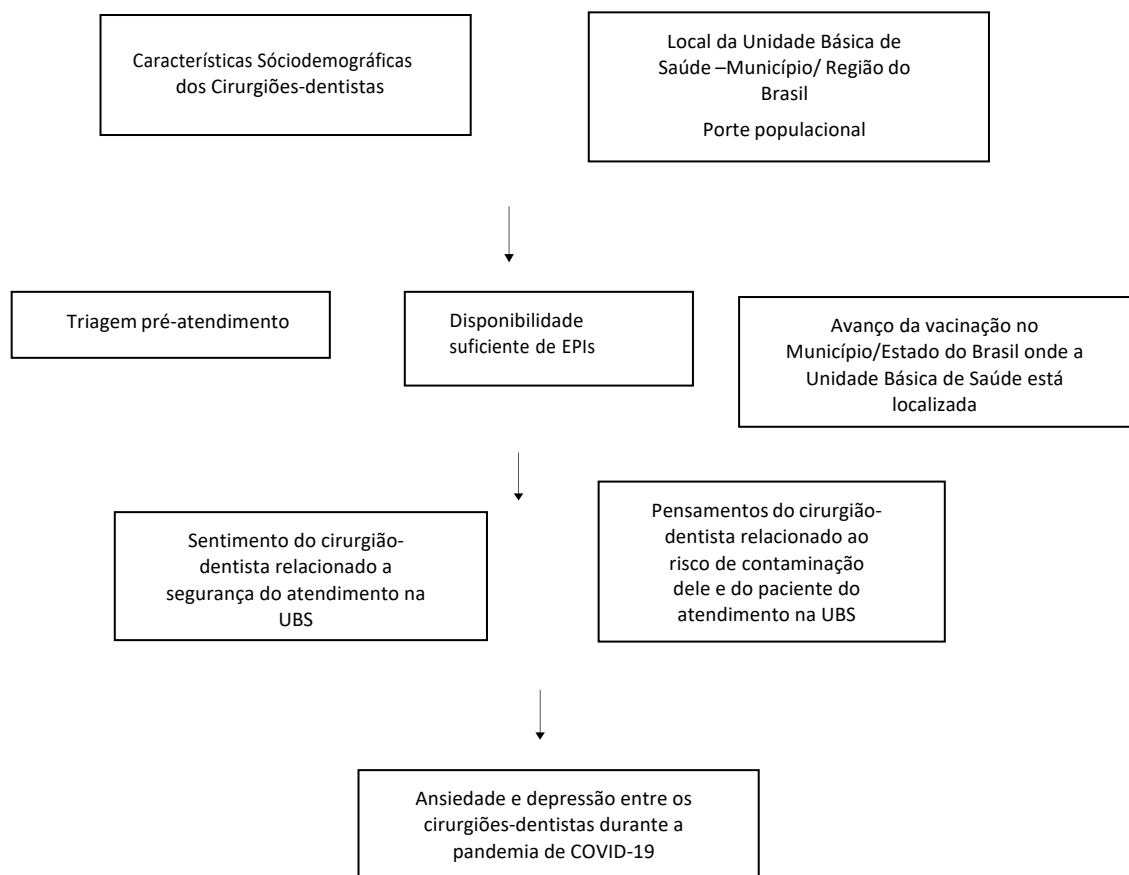 Características Sóciodemográficas
dos Cirurgiões-dentistas
Local da Unidade Básica de
Saúde –Município/ Região do
Brasil
Porte populacional
Triagem pré-atendimento
Disponibilidade
suficiente de EPIs
Avanço da vacinação no
Município/Estado do Brasil onde a
Unidade Básica de Saúde está
localizada
Sentimento do cirurgião-
dentista relacionado a
segurança do atendimento na
UBS
Pensamentos do cirurgião-
dentista relacionado ao
risco de contaminação
dele e do paciente do
atendimento na UBS
Ansiedade e depressão entre os
cirurgiões-dentistas durante a
pandemia de COVID-19